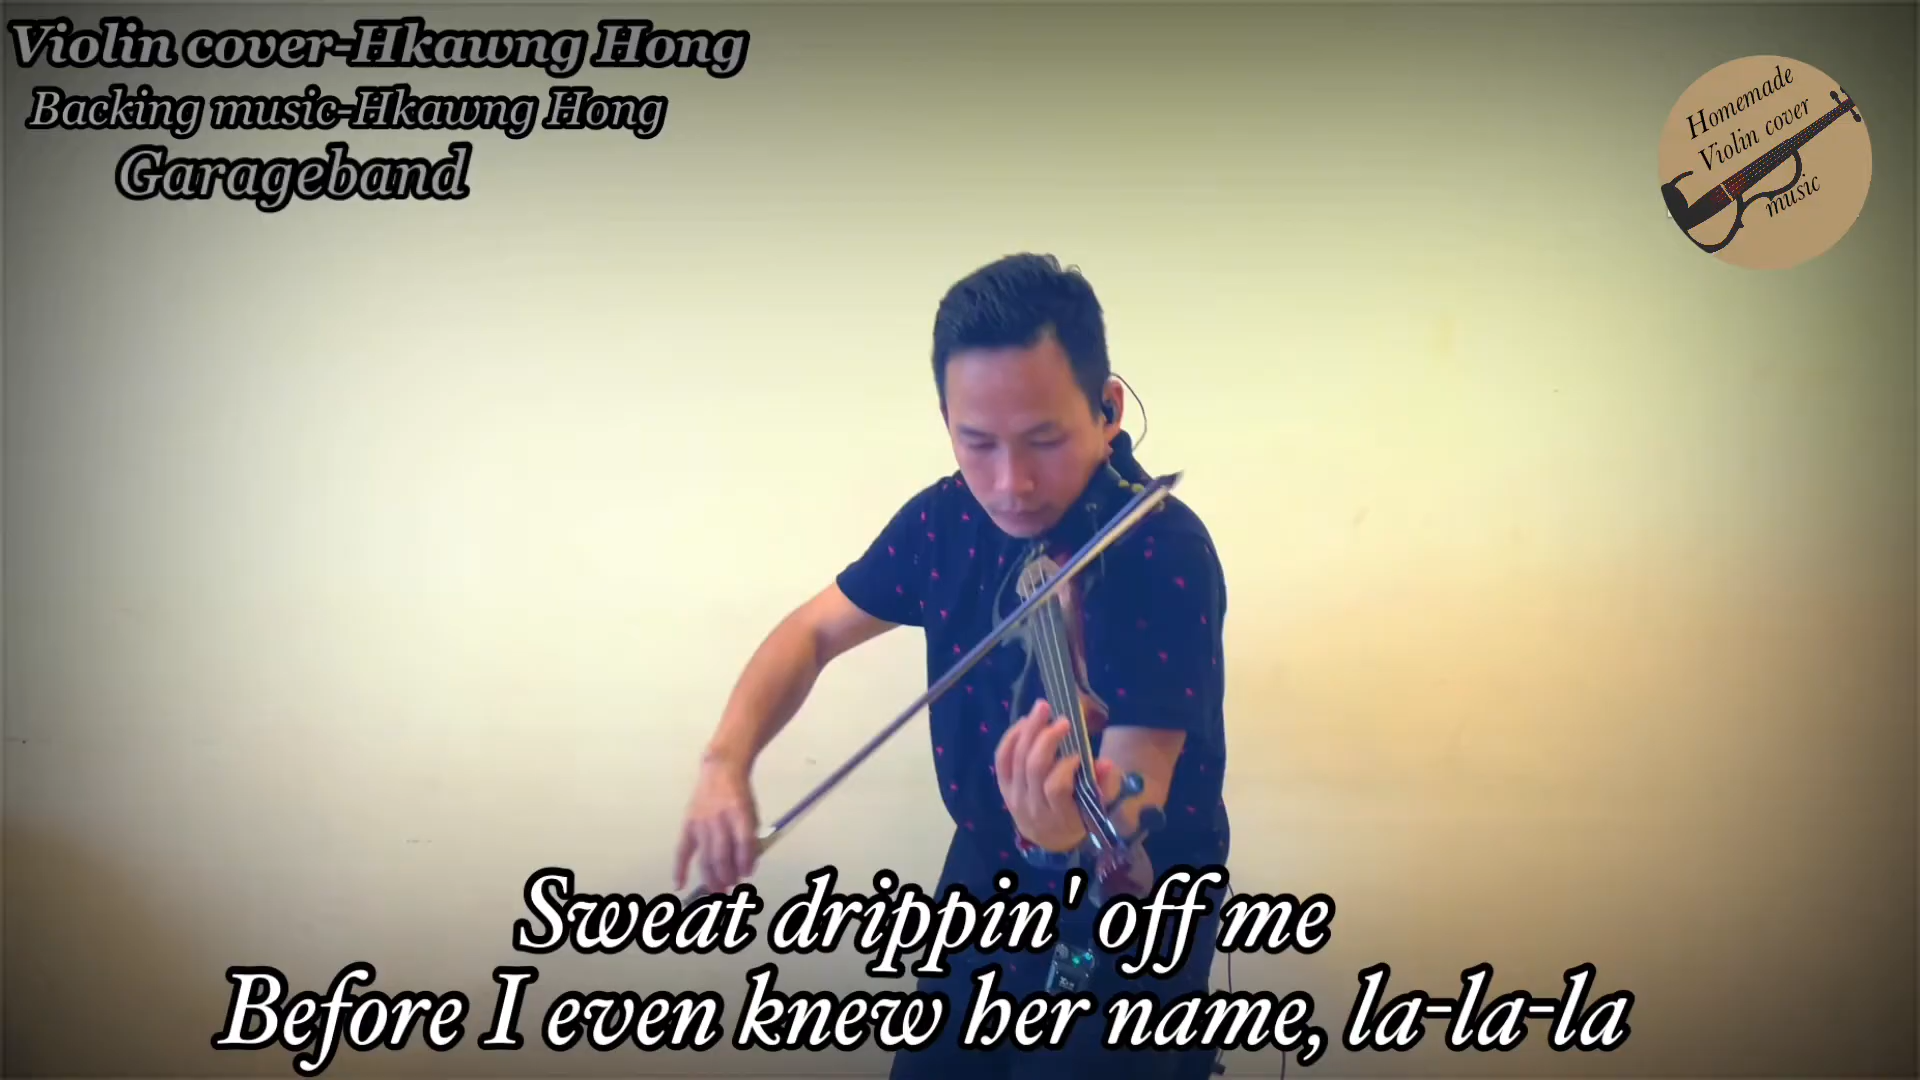 Violin cover-Hkawng Hong
Backing music-Hkawng Hong
Garageband
Homemade
Violin cover
music
Sweat drippin' off me
Before I even knew her name, la-la-la